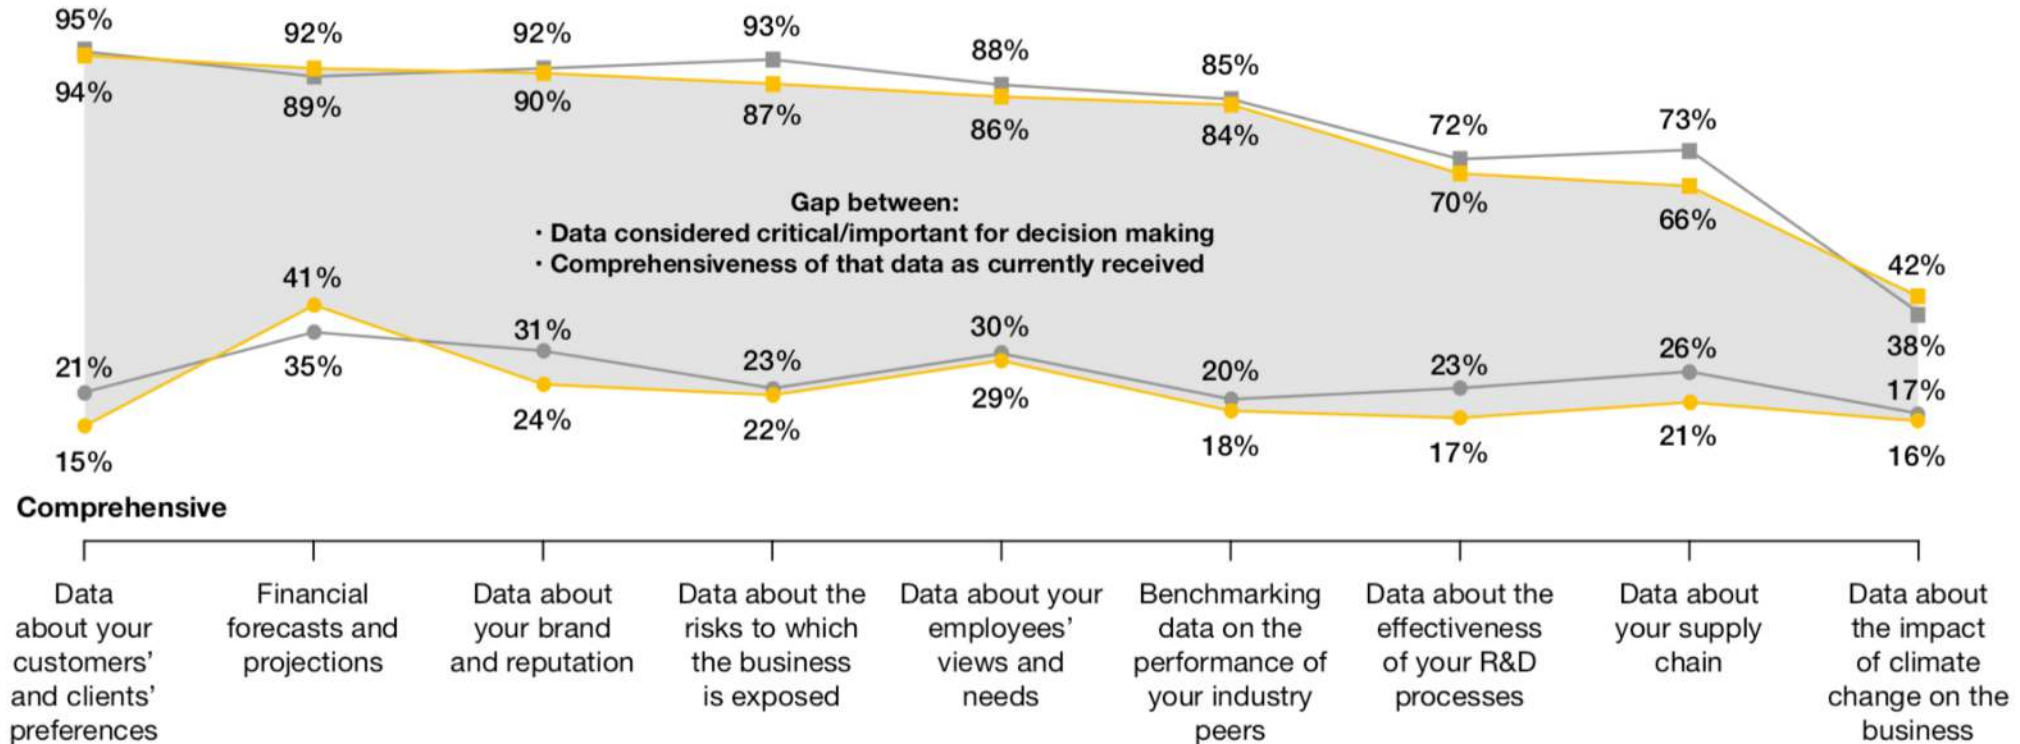 95%
92%
92%
93%
88%
85%
72%
73%
42%
94%
89%
90%
87%
86%
84%
70%
66%
38%
Gap between:
· Data considered critical/important for decision making
· Comprehensiveness of that data as currently received
21%
41%
31%
23%
30%
20%
23%
26%
17%
15%
35%
24%
22%
29%
18%
17%
21%
16%
Comprehensive
Data
about your
customers'
and clients'
preferences
Financial
forecasts and
projections
Data about
your brand
and reputation
Data about the
risks to which
the business
is exposed
Data about your
employees'
views and
needs
Benchmarking
data on the
performance of
your industry
peers
Data about the
effectiveness
of your R&D
processes
Data about
your supply
chain
Data about
the impact
of climate
change on the
business